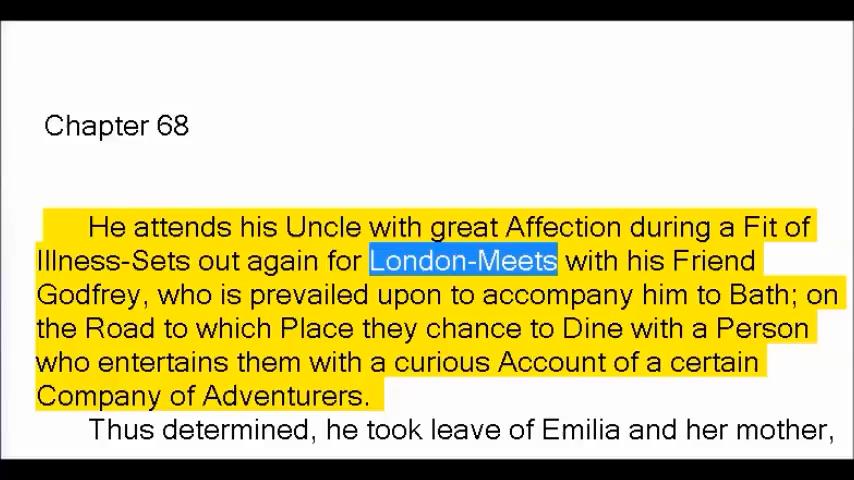 Chapter 68
He attends his Uncle with great Affection during a Fit of
Illness-Sets out again for London-Meets with his Friend
Godfrey, who is prevailed upon to accompany him to Bath; on
the Road to which Place they chance to Dine with a Person
who entertains them with a curious Account of a certain
Company of Adventurers.
Thus determined, he took leave of Emilia and her mother,